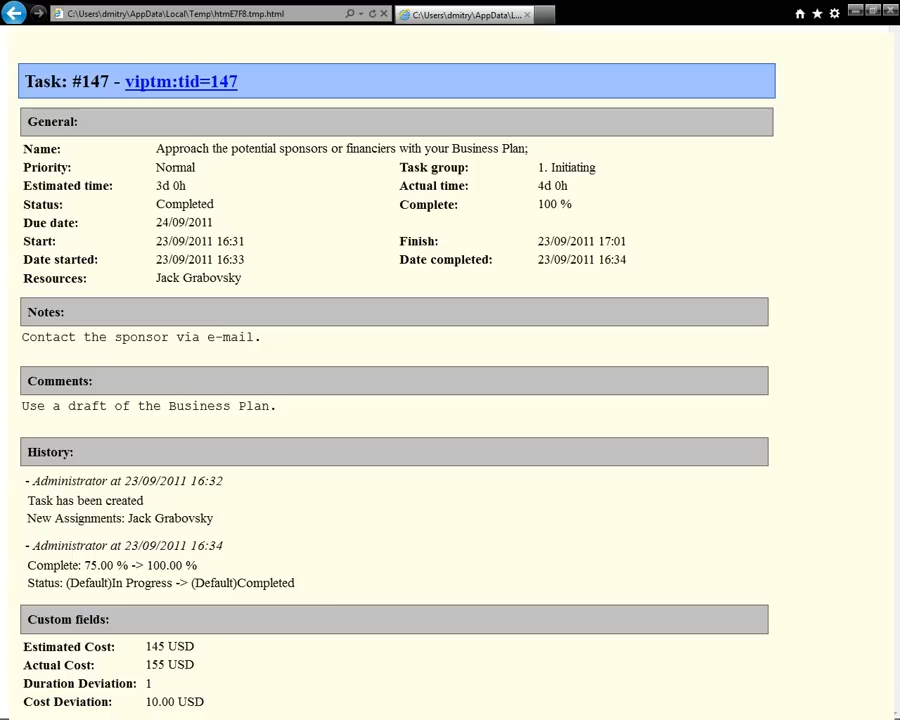 C:\Users\dmitry\AppData\Local\Temp\htmE7F8.tmp.html
C:\Users\dmitry\AppData\L...
Task: #147 - viptm:tid=147
General:
Name: Approach the potential sponsors or financiers with your Business Plan;
Priority: Normal Task group: 1. Initiating
Estimated time: 3d 0h Actual time: 4d 0h
Status: Completed Complete: 100 %
Due date: 24/09/2011
Start: 23/09/2011 16:31 Finish: 23/09/2011 17:01
Date started: 23/09/2011 16:33 Date completed: 23/09/2011 16:34
Resources: Jack Grabovsky
Notes:
Contact the sponsor via e-mail.
Comments:
Use a draft of the Business Plan.
History:
- Administrator at 23/09/2011 16:32
Task has been created
New Assignments: Jack Grabovsky
- Administrator at 23/09/2011 16:34
Complete: 75.00 % -> 100.00 %
Status: (Default)In Progress -> (Default)Completed
Custom fields:
Estimated Cost: 145 USD
Actual Cost: 155 USD
Duration Deviation: 1
Cost Deviation: 10.00 USD